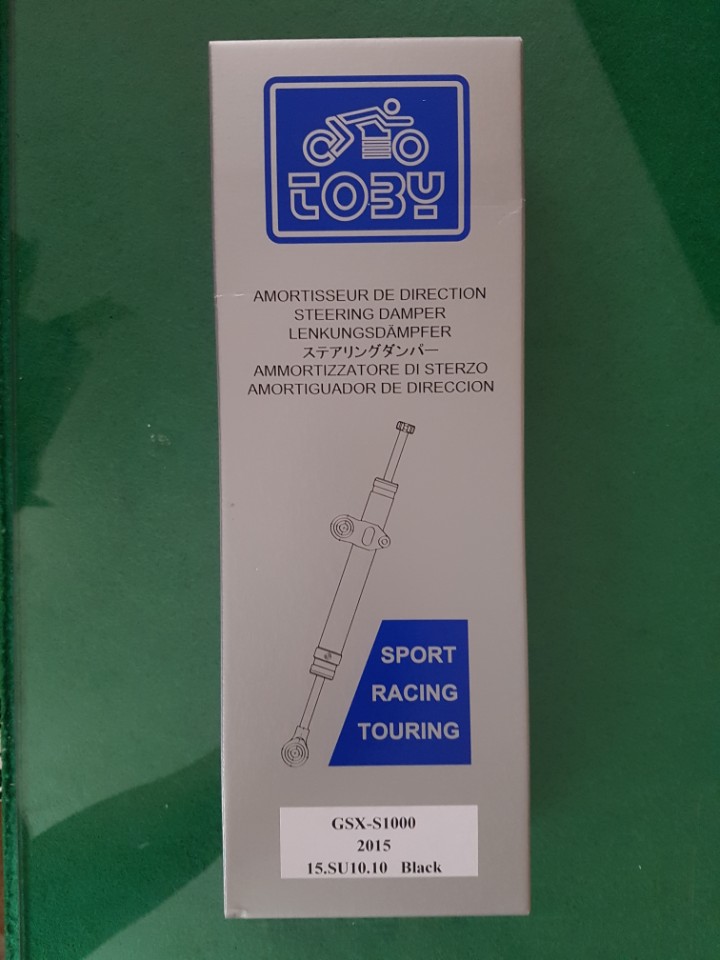 TOBY
AMORTISSEUR DE DIRECTION
STEERING DAMPER
LENKUNGSDÄMPFER
ステアリングダンパー
AMMORTIZZATORE DI STERZO
AMORTIGUADOR DE DIRECCION
SPORT
RACING
TOURING
GSX-S1000
2015
15.SU10.10 Black